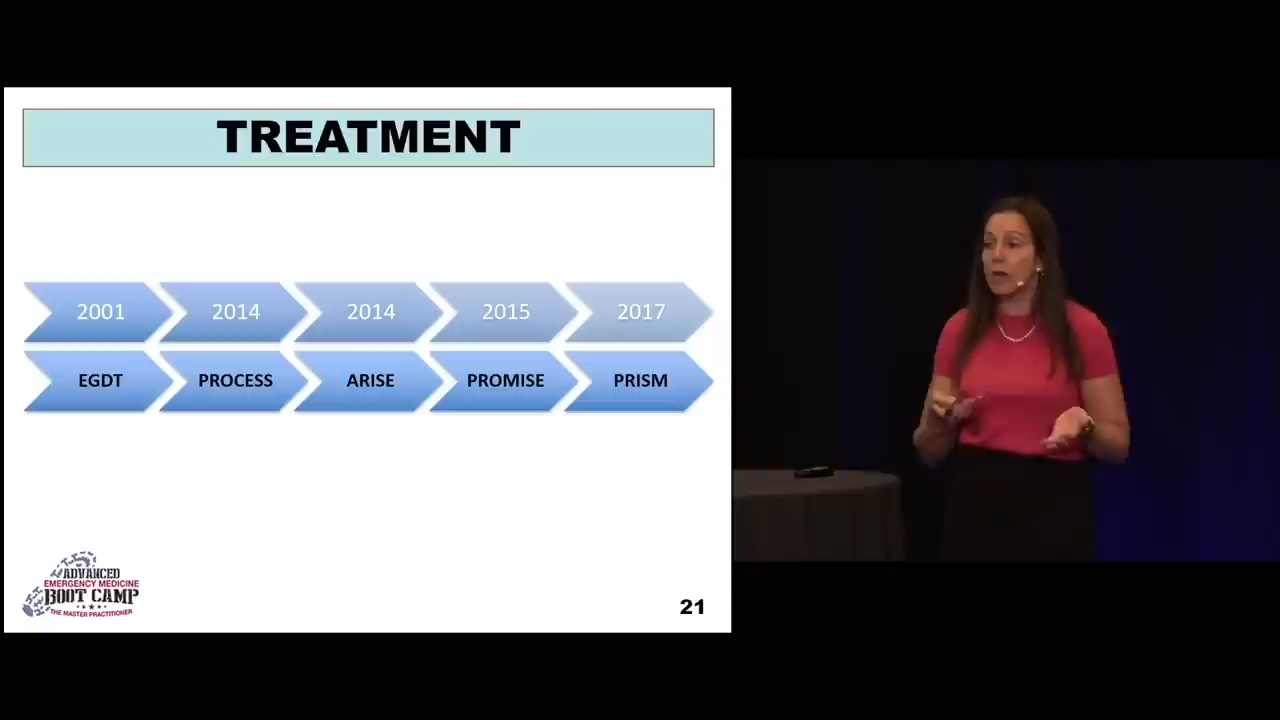 TREATMENT
2001 2014 2014 2015 2017
EGDT PROCESS ARISE PROMISE PRISM
ADVANCED
EMERGENCY MEDICINE
BOOT CAMP
THE MASTER PRACTITIONER
21